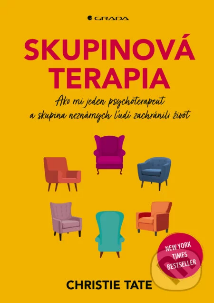 GRADA
SKUPINOVÁ
TERAPIA
Ako mi jeden psychoterapeut
a skupina neznámych ľudí zachránili život
NEW YORK
TIMES
BESTSELLER
CHRISTIE TATE